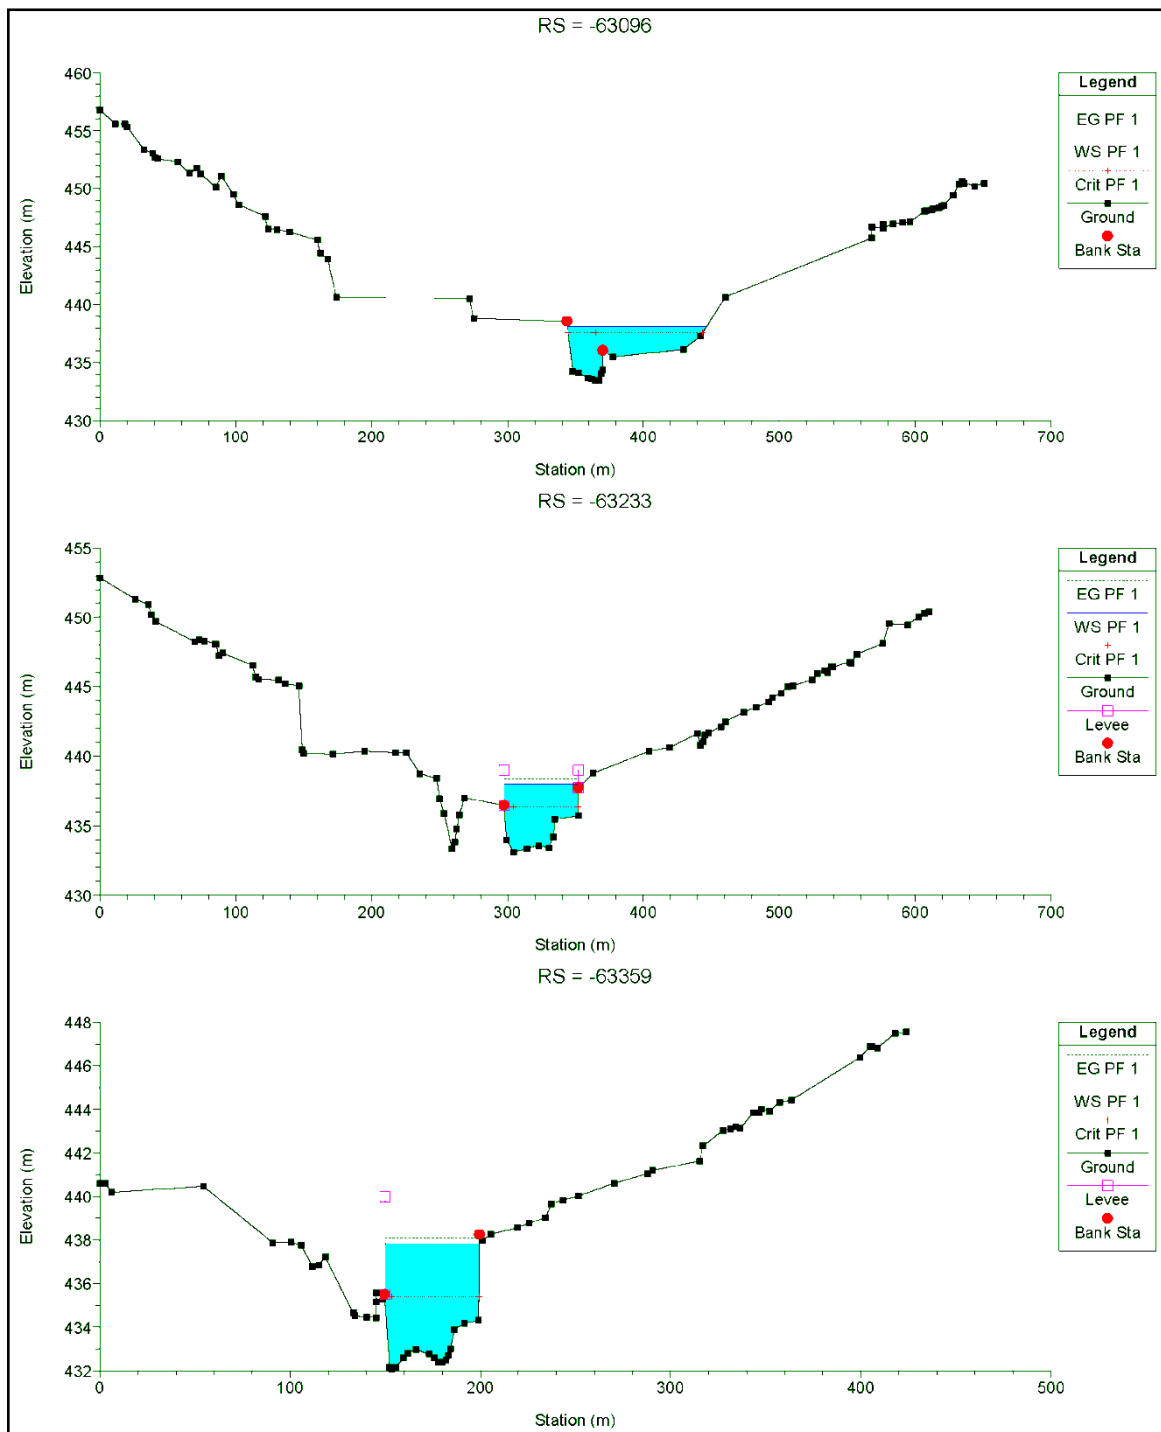 RS = -63096
460
455
450
445
440
435
430
Elevation (m)
0 100 200 300 400 500 600 700
Station (m)
Legend
EG PF 1
WS PF 1
Crit PF 1
Ground
Bank Sta
RS = -63233
455
450
445
440
435
430
Elevation (m)
0 100 200 300 400 500 600 700
Station (m)
Legend
EG PF 1
WS PF 1
Crit PF 1
Ground
Levee
Bank Sta
RS = -63359
448
446
444
442
440
438
436
434
432
Elevation (m)
0 100 200 300 400 500
Station (m)
Legend
EG PF 1
WS PF 1
Crit PF 1
Ground
Levee
Bank Sta